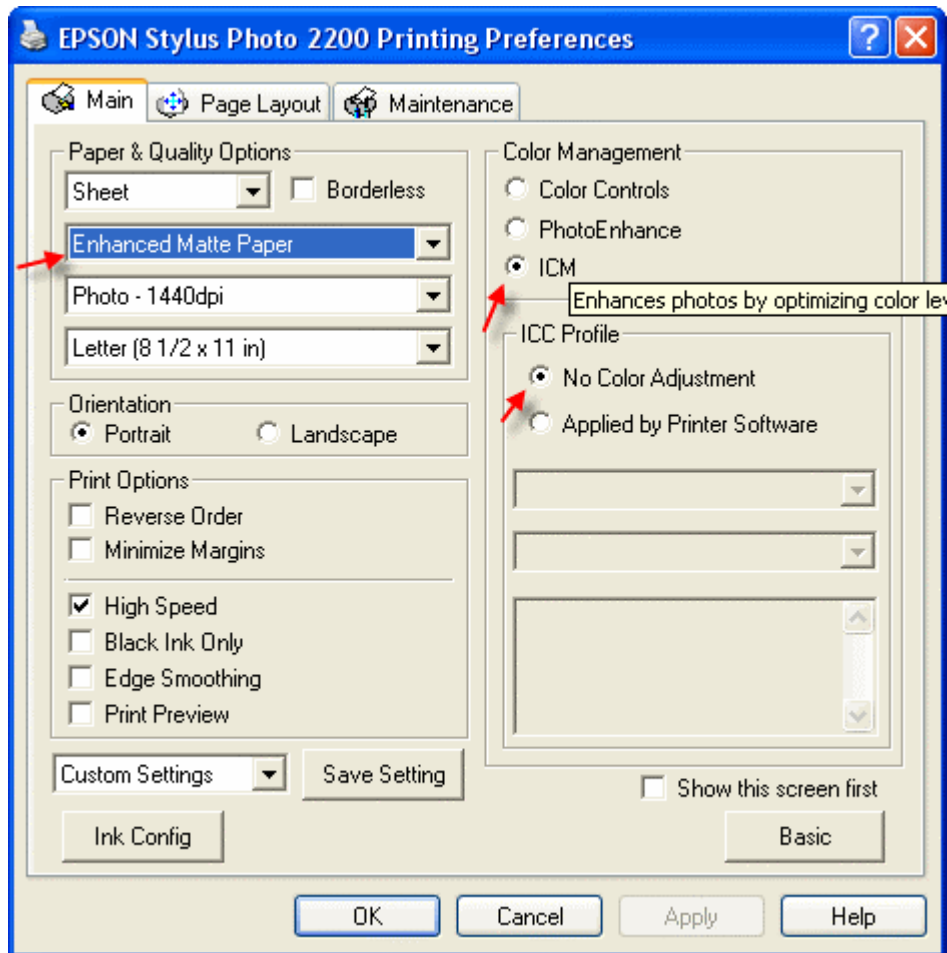 EPSON Stylus Photo 2200 Printing Preferences
Main
Page Layout
Maintenance
Paper & Quality Options
Sheet
Borderless
Enhanced Matte Paper
Photo - 1440dpi
Letter (8 1/2 x 11 in)
Orientation
Portrait
Landscape
Print Options
Reverse Order
Minimize Margins
High Speed
Black Ink Only
Edge Smoothing
Print Preview
Custom Settings
Save Setting
Ink Config
Color Management
Color Controls
PhotoEnhance
ICM
Enhances photos by optimizing color lev
ICC Profile
No Color Adjustment
Applied by Printer Software
Show this screen first
Basic
OK
Cancel
Apply
Help